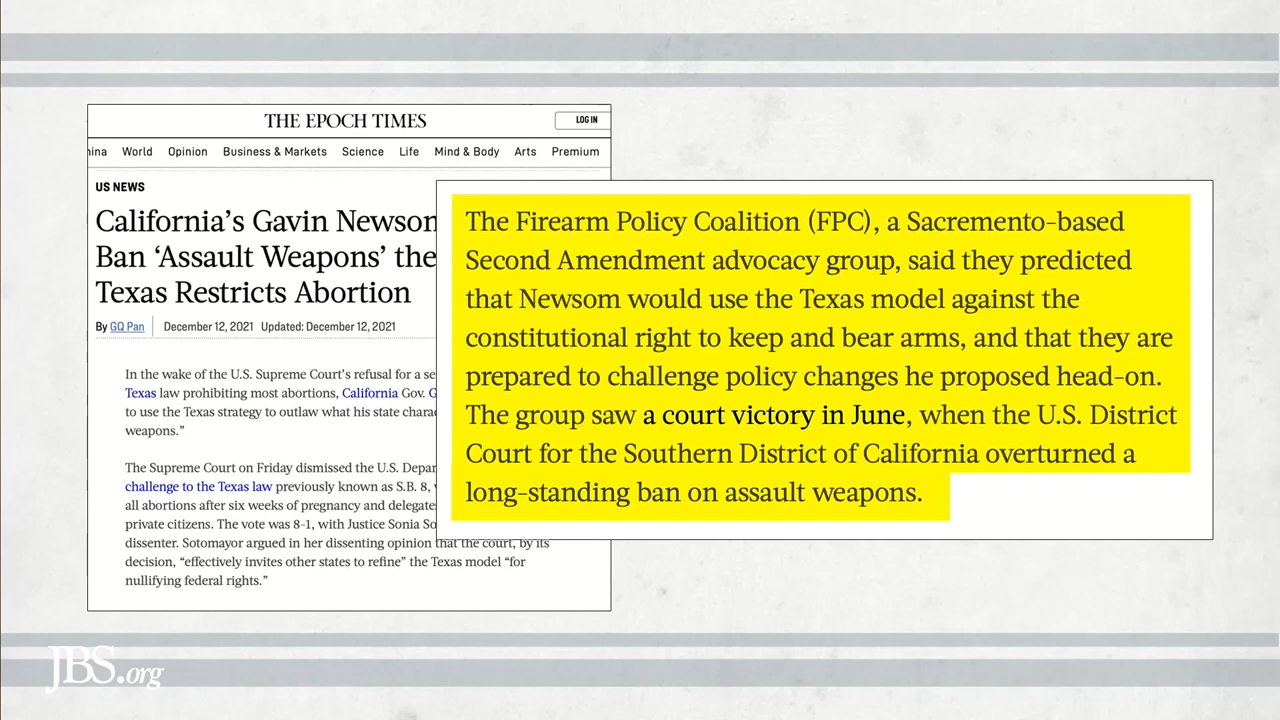 THE EPOCH TIMES
LOG IN
World Opinion Business & Markets Science Life Mind & Body Arts Premium
US NEWS
California's Gavin Newsom
Ban ‘Assault Weapons’ the
Texas Restricts Abortion
By GQ Pan December 12, 2021 Updated: December 12, 2021
In the wake of the U.S. Supreme Court's refusal for a se
Texas law prohibiting most abortions, California Gov. G
to use the Texas strategy to outlaw what his state chara
weapons.”
The Supreme Court on Friday dismissed the U.S. Depar
challenge to the Texas law previously known as S.B. 8,
all abortions after six weeks of pregnancy and delegate
private citizens. The vote was 8-1, with Justice Sonia So
dissenter. Sotomayor argued in her dissenting opinion that the court, by its
decision, “effectively invites other states to refine” the Texas model “for
nullifying federal rights.”
The Firearm Policy Coalition (FPC), a Sacremento-based
Second Amendment advocacy group, said they predicted
that Newsom would use the Texas model against the
constitutional right to keep and bear arms, and that they are
prepared to challenge policy changes he proposed head-on.
The group saw a court victory in June, when the U.S. District
Court for the Southern District of California overturned a
long-standing ban on assault weapons.
JBS.org